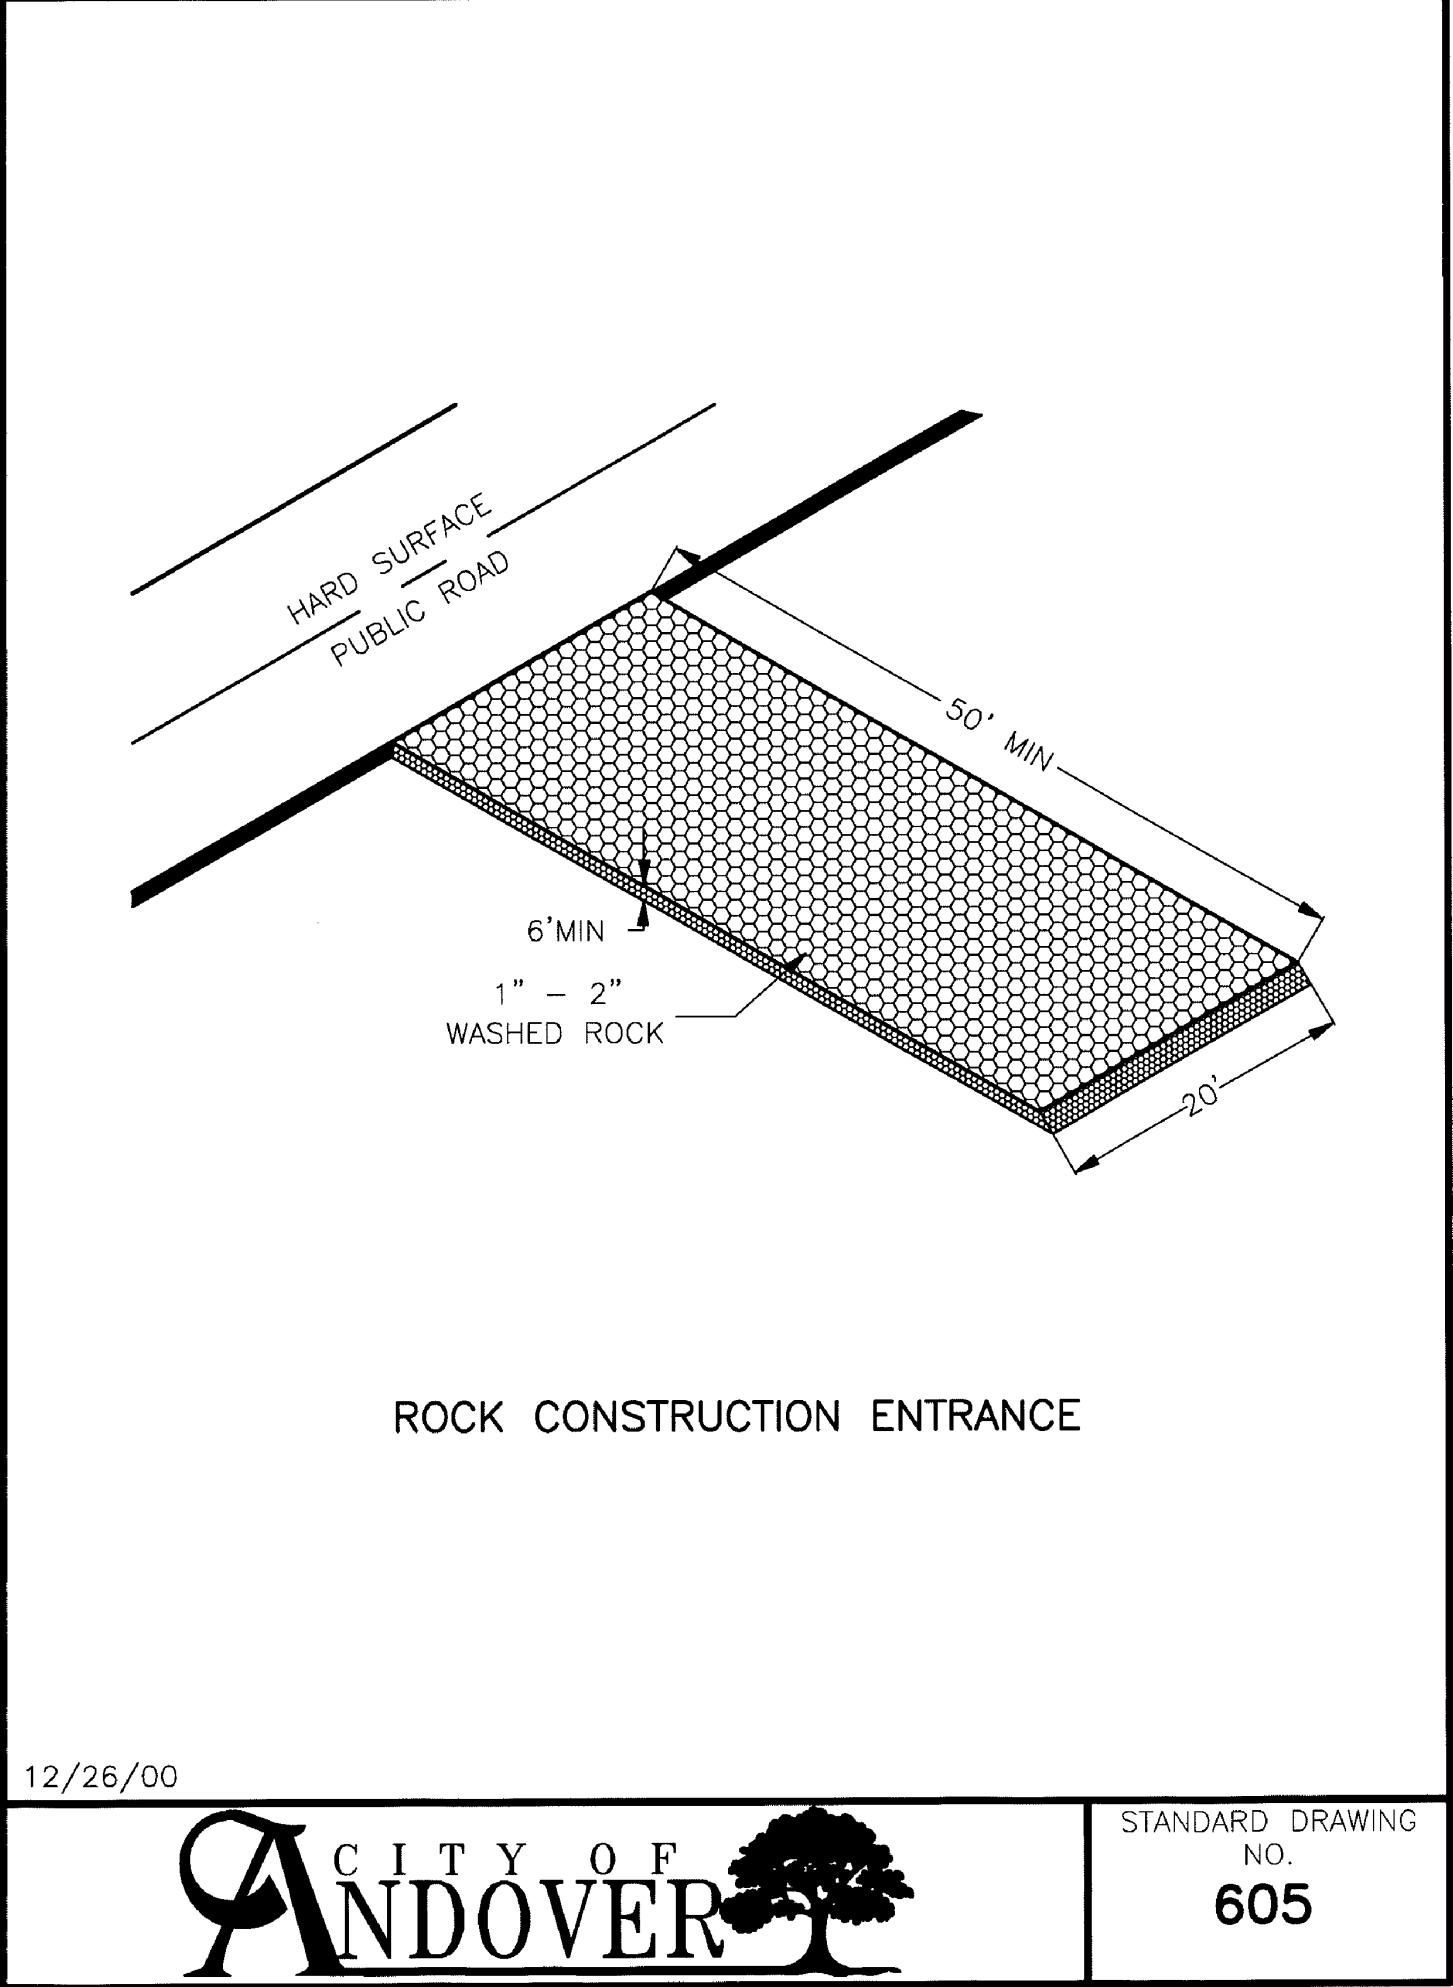 HARD SURFACE
PUBLIC ROAD
50' MIN
6'MIN
1" - 2"
WASHED ROCK
20'
ROCK CONSTRUCTION ENTRANCE
12/26/00
CITY OF
ANDOVER
STANDARD DRAWING
NO.
605